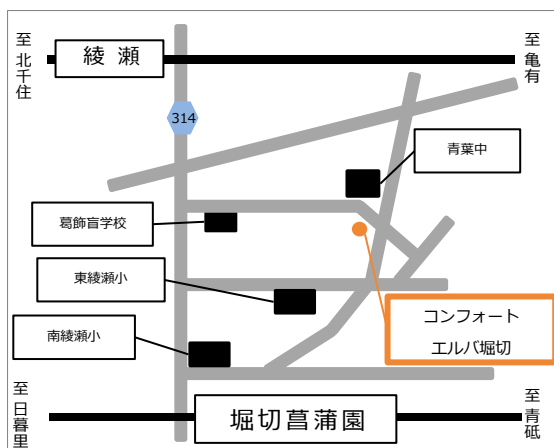 至北千住
綾瀬
至亀有
314
青葉中
葛飾盲学校
東綾瀬小
コンフォート
エルバ堀切
南綾瀬小
至日暮里
堀切菖蒲園
至青砥